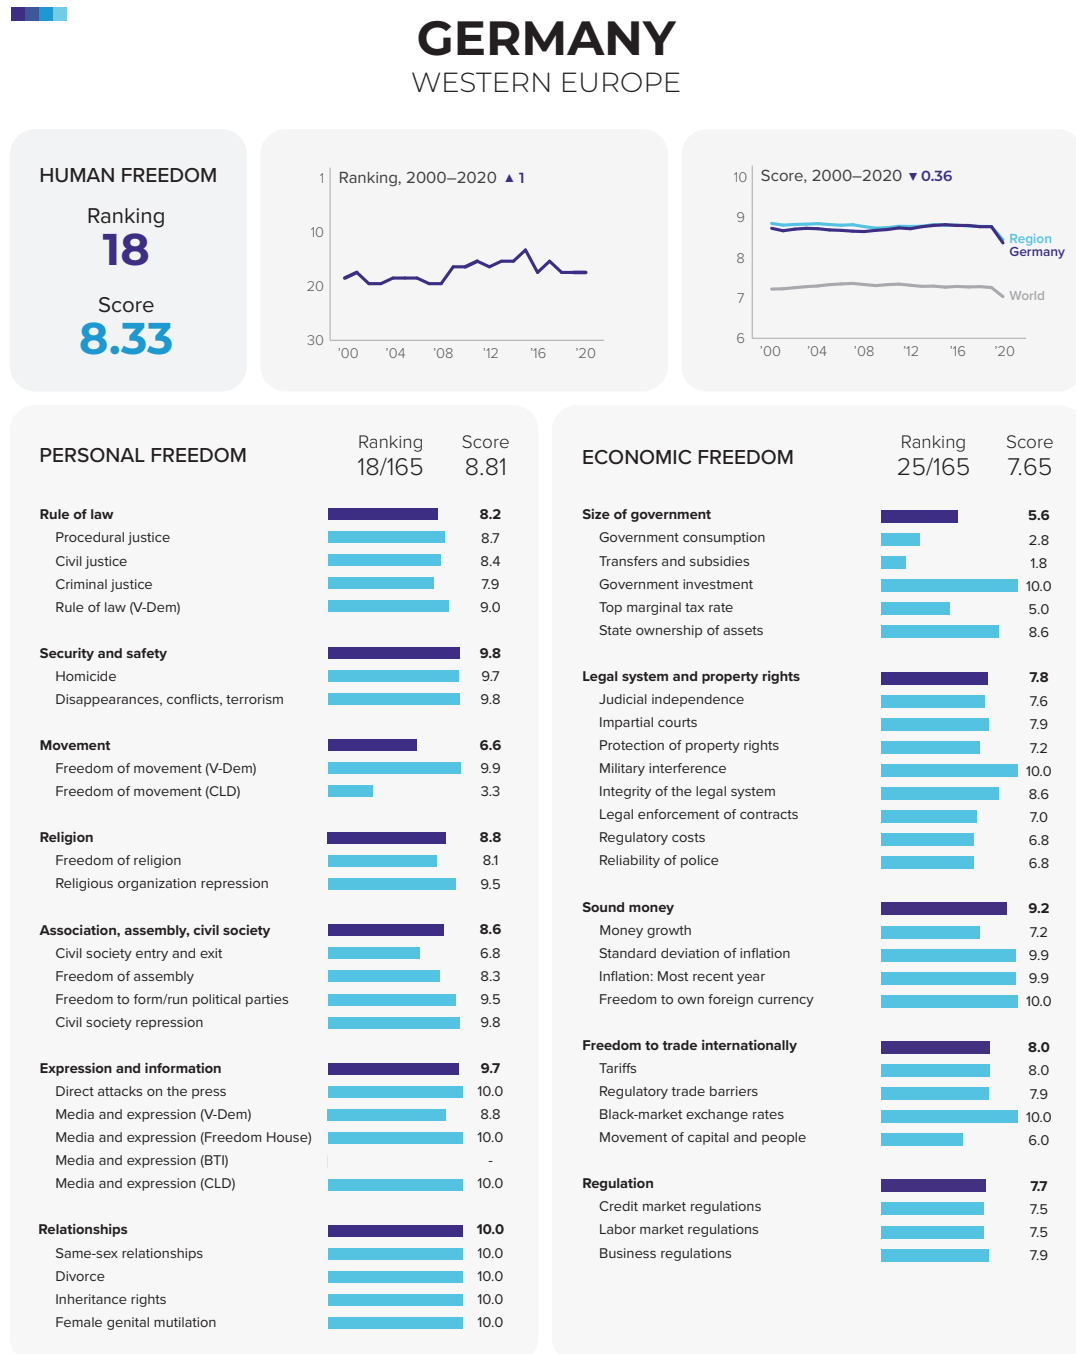 GERMANY
WESTERN EUROPE
HUMAN FREEDOM
Ranking
18
Score
8.33
Ranking, 2000–2020 ▲ 1
1
10
20
30
'00 '04 '08 '12 '16 '20
Score, 2000–2020 ▼ 0.36
10
9
8
7
6
Region
Germany
World
'00 '04 '08 '12 '16 '20
PERSONAL FREEDOM
Ranking Score
18/165 8.81
Rule of law 8.2
Procedural justice 8.7
Civil justice 8.4
Criminal justice 7.9
Rule of law (V-Dem) 9.0
Security and safety 9.8
Homicide 9.7
Disappearances, conflicts, terrorism 9.8
Movement 6.6
Freedom of movement (V-Dem) 9.9
Freedom of movement (CLD) 3.3
Religion 8.8
Freedom of religion 8.1
Religious organization repression 9.5
Association, assembly, civil society 8.6
Civil society entry and exit 6.8
Freedom of assembly 8.3
Freedom to form/run political parties 9.5
Civil society repression 9.8
Expression and information 9.7
Direct attacks on the press 10.0
Media and expression (V-Dem) 8.8
Media and expression (Freedom House) 10.0
Media and expression (BTI) -
Media and expression (CLD) 10.0
Relationships 10.0
Same-sex relationships 10.0
Divorce 10.0
Inheritance rights 10.0
Female genital mutilation 10.0
ECONOMIC FREEDOM
Ranking Score
25/165 7.65
Size of government 5.6
Government consumption 2.8
Transfers and subsidies 1.8
Government investment 10.0
Top marginal tax rate 5.0
State ownership of assets 8.6
Legal system and property rights 7.8
Judicial independence 7.6
Impartial courts 7.9
Protection of property rights 7.2
Military interference 10.0
Integrity of the legal system 8.6
Legal enforcement of contracts 7.0
Regulatory costs 6.8
Reliability of police 6.8
Sound money 9.2
Money growth 7.2
Standard deviation of inflation 9.9
Inflation: Most recent year 9.9
Freedom to own foreign currency 10.0
Freedom to trade internationally 8.0
Tariffs 8.0
Regulatory trade barriers 7.9
Black-market exchange rates 10.0
Movement of capital and people 6.0
Regulation 7.7
Credit market regulations 7.5
Labor market regulations 7.5
Business regulations 7.9